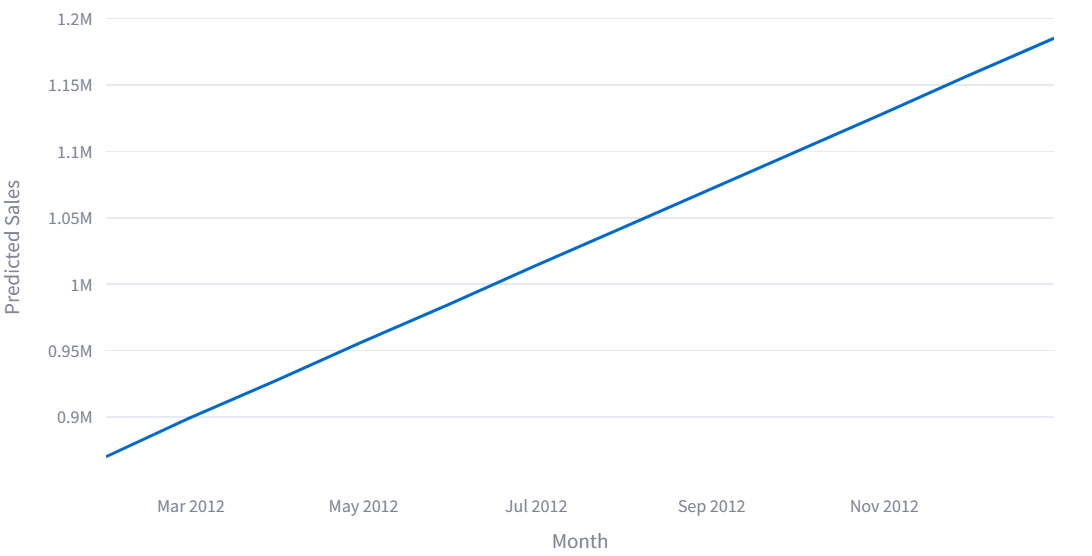 1.2M
1.15M
1.1M
1.05M
1M
0.95M
0.9M
Predicted Sales
Mar 2012 May 2012 Jul 2012 Sep 2012 Nov 2012
Month